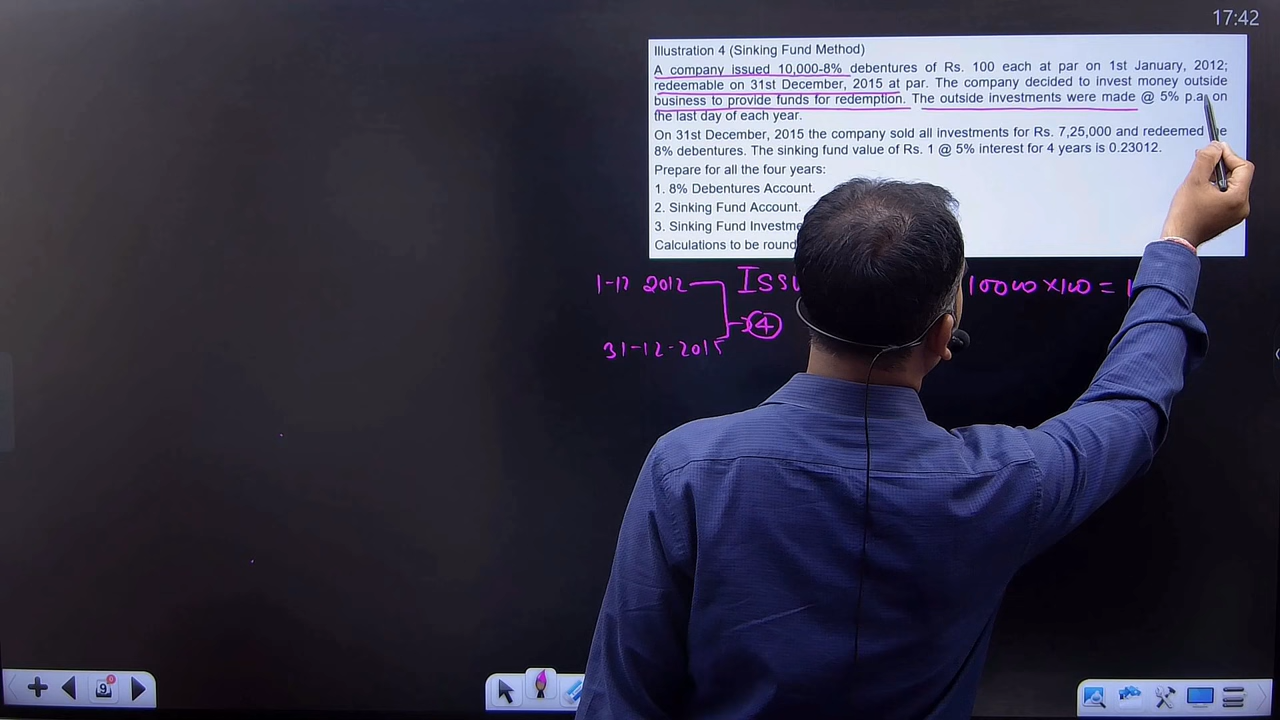 17:42
Illustration 4 (Sinking Fund Method)
A company issued 10,000-8% debentures of Rs. 100 each at par on 1st January, 2012;
redeemable on 31st December, 2015 at par. The company decided to invest money outside
business to provide funds for redemption. The outside investments were made @ 5% p.a. on
the last day of each year.
On 31st December, 2015 the company sold all investments for Rs. 7,25,000 and redeemed
8% debentures. The sinking fund value of Rs. 1 @ 5% interest for 4 years is 0.23012.
Prepare for all the four years:
1. 8% Debentures Account.
2. Sinking Fund Account.
3. Sinking Fund
Calculations to be
2012
10000 × 100 =
4
31-12-2015
9